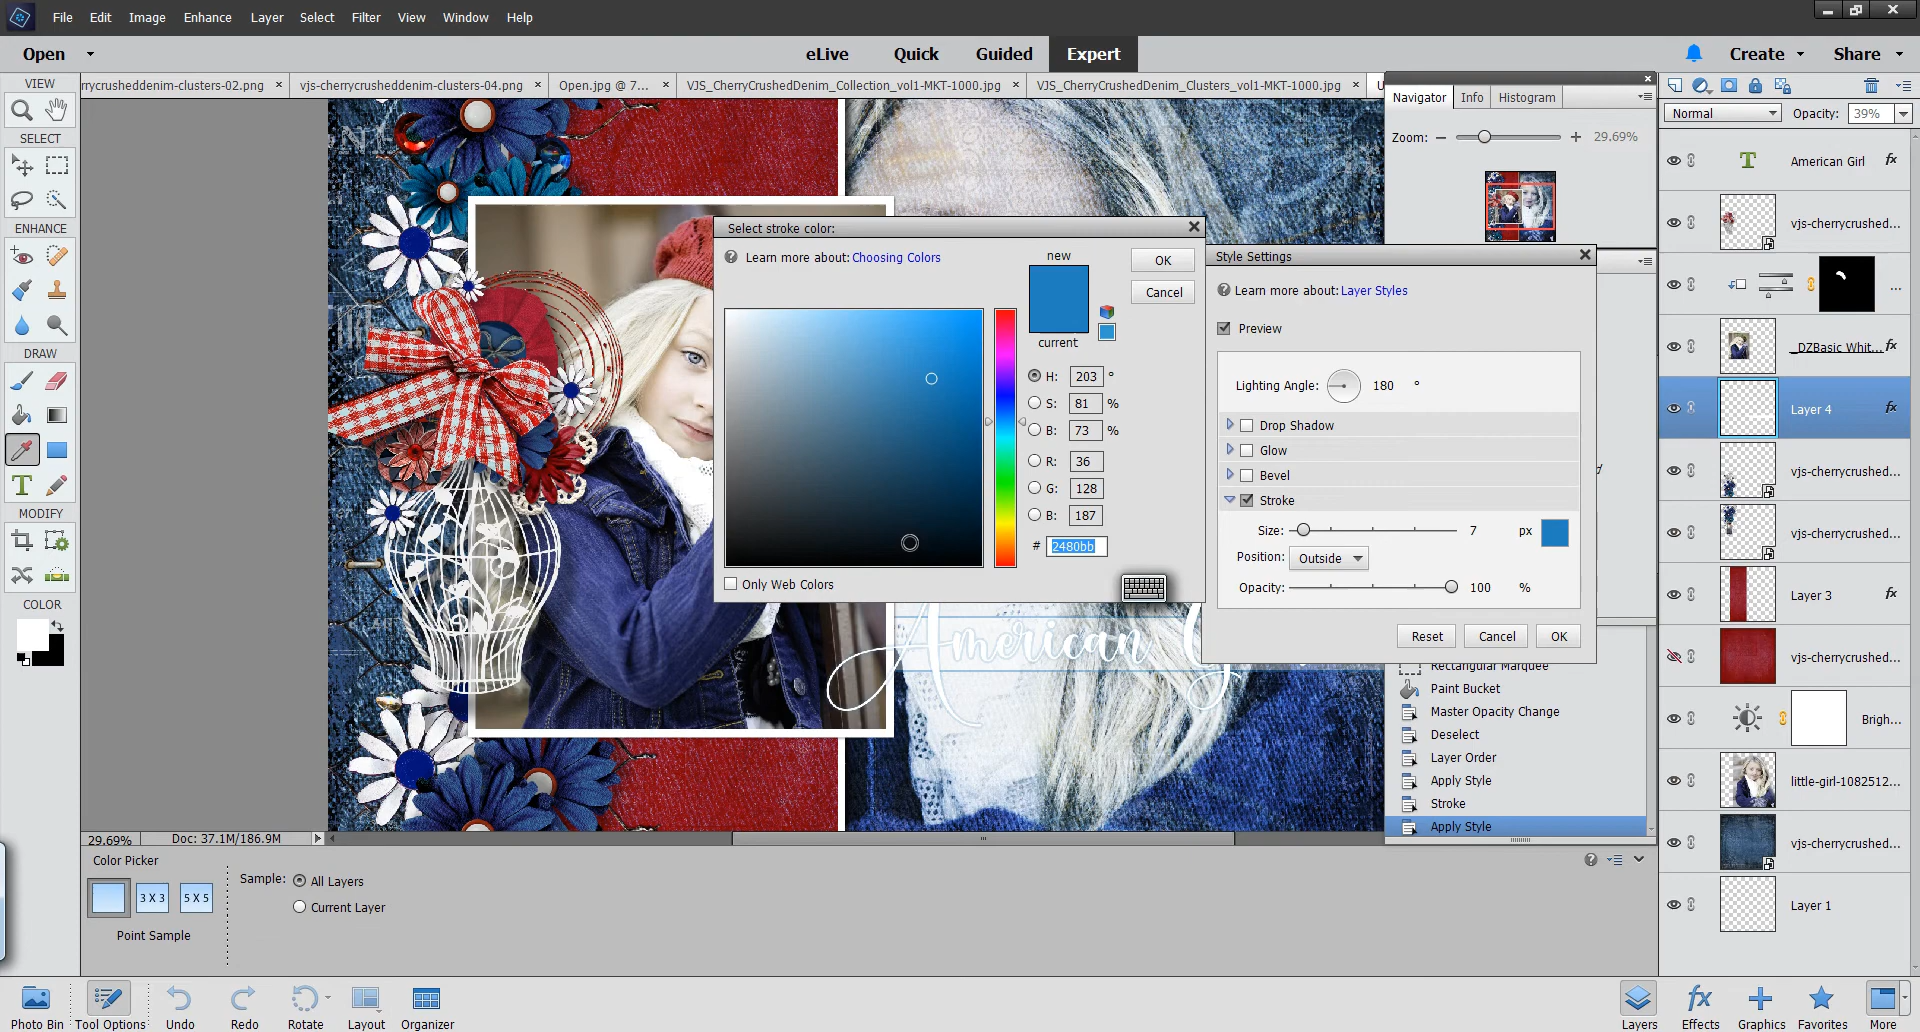 File Edit Image Enhance Layer Select Filter View Window Help
Open eLive Quick Guided Expert Create Share
VIEW
SELECT
ENHANCE
DRAW
MODIFY
COLOR
rrycrusheddenim-clusters-02.png vjs-cherrycrusheddenim-clusters-04.png Open.jpg @ 7... VJS_CherryCrushedDenim_Collection_vol1-MKT-1000.jpg VJS_CherryCrushedDenim_Clusters_vol1-MKT-1000.jpg
Navigator Info Histogram
Zoom: 29.69%
Normal Opacity: 39%
American Girl fx
vjs-cherrycrushed...
...
_DZBasic Whit... fx
Layer 4 fx
vjs-cherrycrushed...
vjs-cherrycrushed...
Layer 3 fx
vjs-cherrycrushed...
Brigh...
little-girl-1082512...
vjs-cherrycrushed...
Layer 1
Select stroke color:
Learn more about: Choosing Colors
new
current
OK
Cancel
H: 203 °
S: 81 %
B: 73 %
R: 36
G: 128
B: 187
# 2480bb
Only Web Colors
Style Settings
Learn more about: Layer Styles
Preview
Lighting Angle: 180 °
Drop Shadow
Glow
Bevel
Stroke
Size: 7 px
Position: Outside
Opacity: 100 %
Reset Cancel OK
American G
Rectangular Marquee
Paint Bucket
Master Opacity Change
Deselect
Layer Order
Apply Style
Stroke
Apply Style
29.69% Doc: 37.1M/186.9M
Color Picker
3 X 3 5 X 5
Point Sample
Sample: All Layers
Current Layer
Photo Bin Tool Options Undo Redo Rotate Layout Organizer
Layers Effects Graphics Favorites More